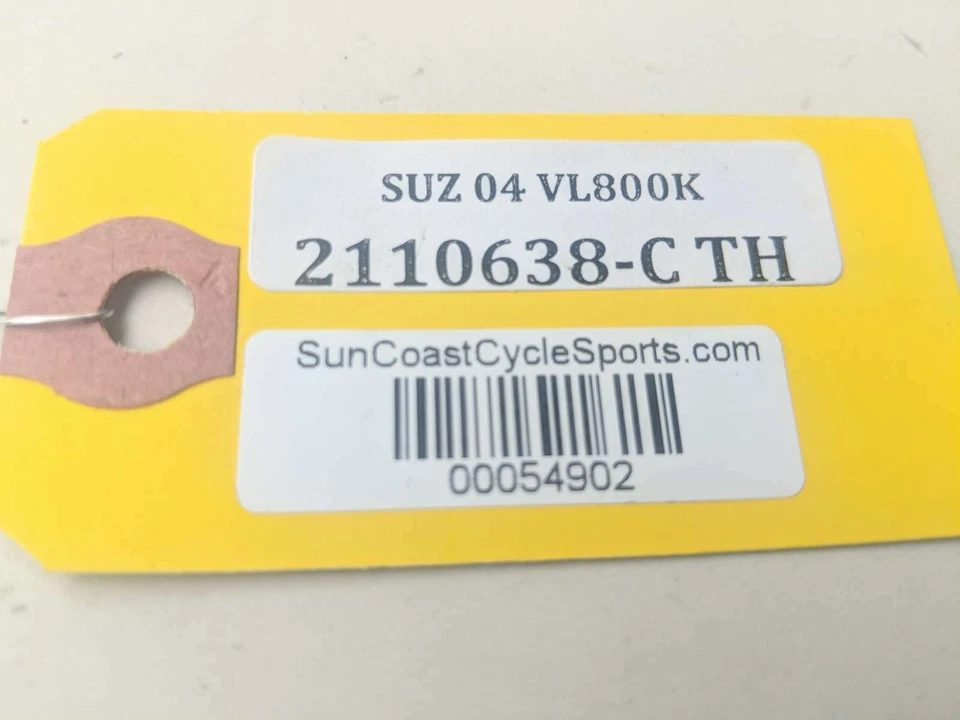 SUZ 04 VL800K
2110638-C TH
SunCoastCycleSports.com
00054902